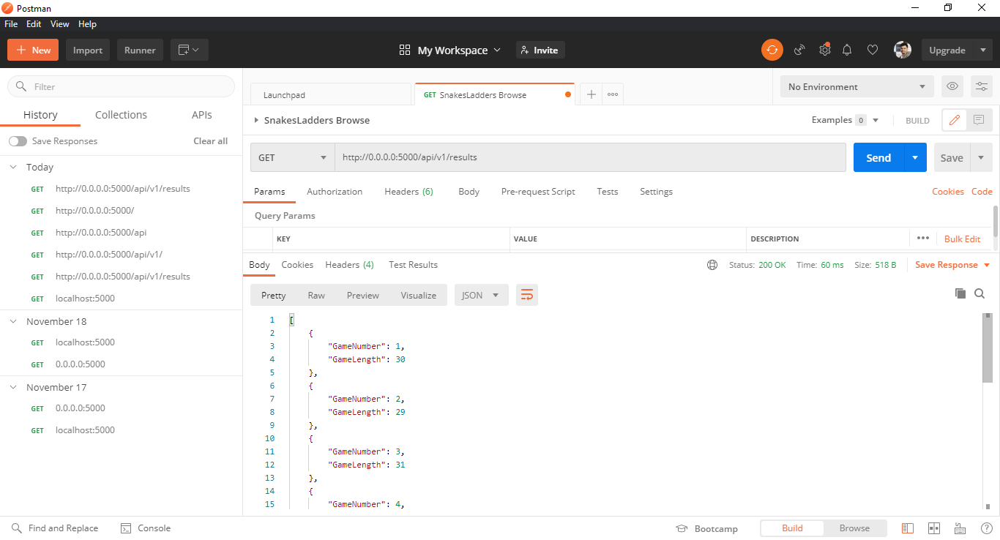 Postman
File Edit View Help
New Import Runner My Workspace Invite Upgrade
Filter
History Collections APIs
Save Responses Clear all
Today
GET http://0.0.0.0:5000/api/v1/results
GET http://0.0.0.0:5000/
GET http://0.0.0.0:5000/api
GET http://0.0.0.0:5000/api/v1/
GET http://0.0.0.0:5000/api/v1/results
GET localhost:5000
November 18
GET localhost:5000
GET 0.0.0.0:5000
November 17
GET 0.0.0.0:5000
GET localhost:5000
Launchpad GET SnakesLadders Browse No Environment
SnakesLadders Browse Examples 0 BUILD
GET http://0.0.0.0:5000/api/v1/results Send Save
Params Authorization Headers (6) Body Pre-request Script Tests Settings Cookies Code
Query Params
KEY VALUE DESCRIPTION Bulk Edit
Body Cookies Headers (4) Test Results Status: 200 OK Time: 60 ms Size: 518 B Save Response
Pretty Raw Preview Visualize JSON
1 [
2 {
3 "GameNumber": 1,
4 "GameLength": 30
5 },
6 {
7 "GameNumber": 2,
8 "GameLength": 29
9 },
10 {
11 "GameNumber": 3,
12 "GameLength": 31
13 },
14 {
15 "GameNumber": 4,
Find and Replace Console Bootcamp Build Browse